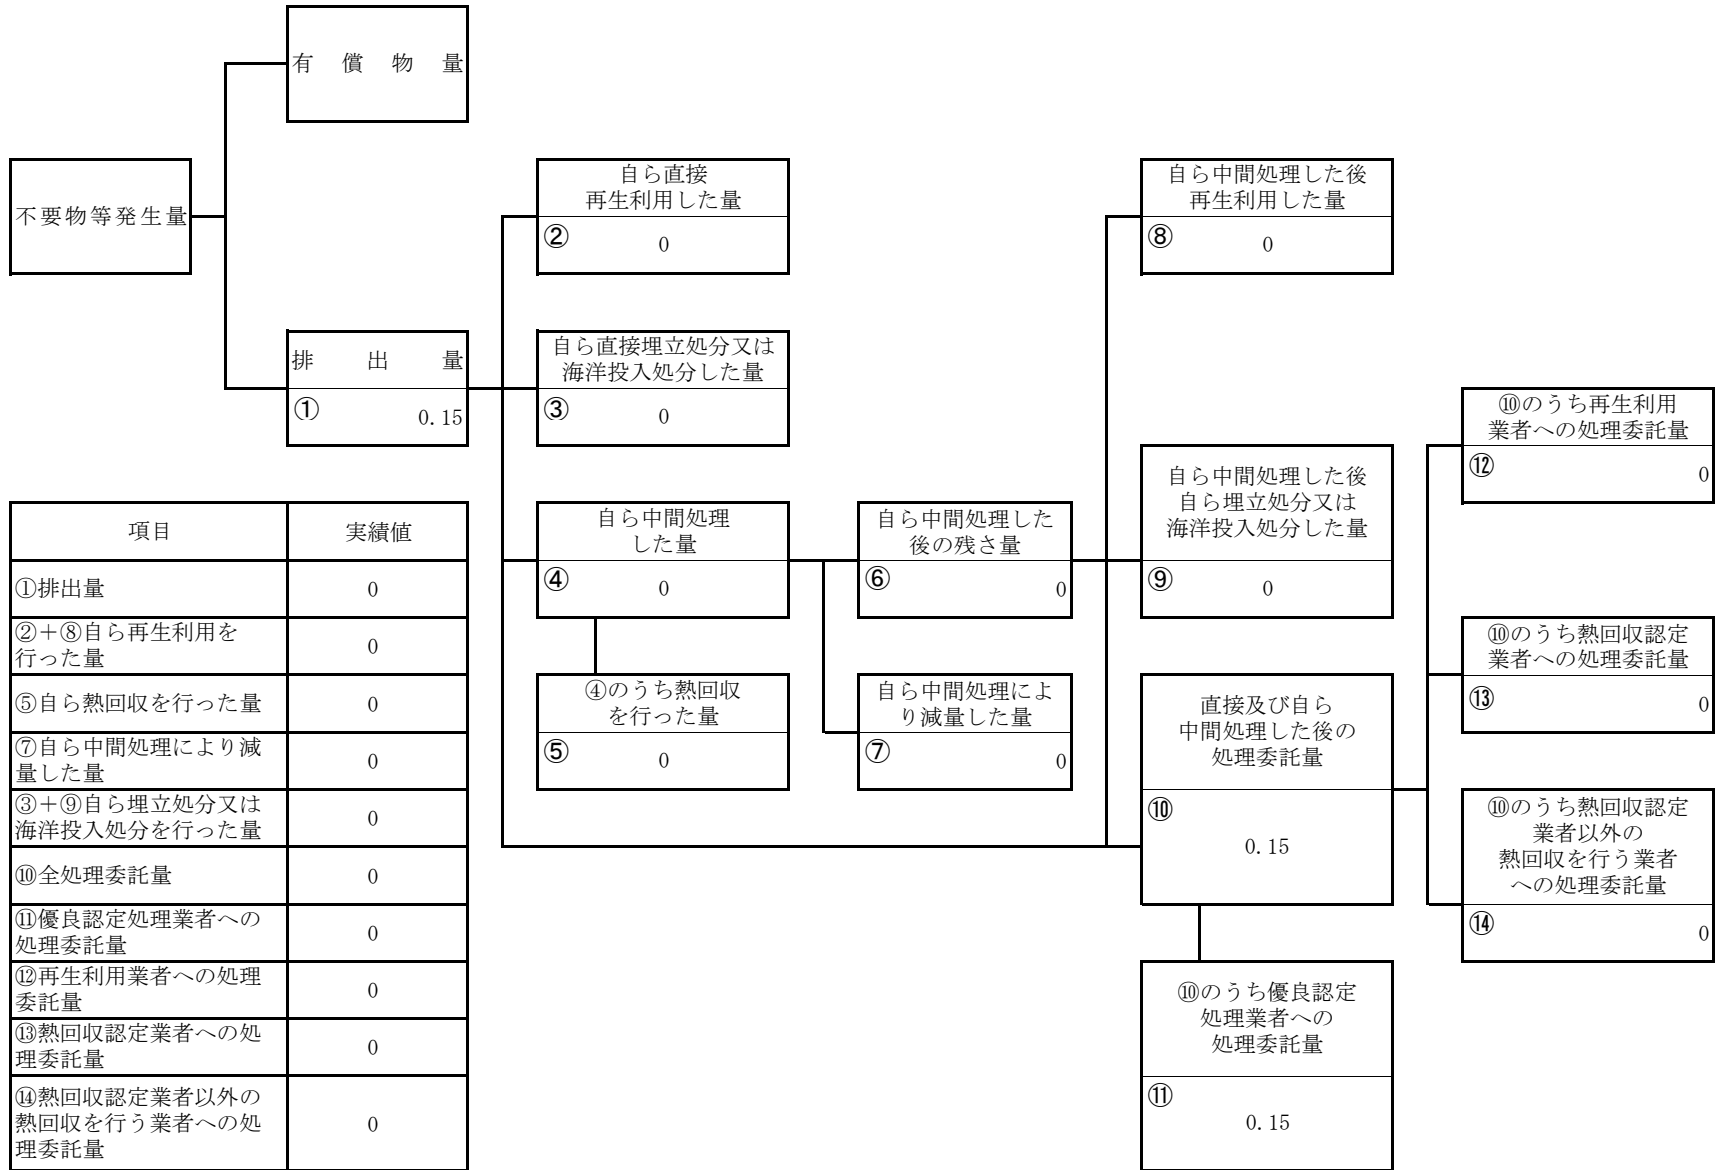 有償物量
不要物等発生量
排出量
① 0.15
自ら直接
再生利用した量
② 0
自ら直接埋立処分又は
海洋投入処分した量
③ 0
自ら中間処理
した量
④ 0
④のうち熱回収
を行った量
⑤ 0
自ら中間処理した
後の残さ量
⑥ 0
自ら中間処理によ
り減量した量
⑦ 0
自ら中間処理した後
再生利用した量
⑧ 0
自ら中間処理した後
自ら埋立処分又は
海洋投入処分した量
⑨ 0
直接及び自ら
中間処理した後の
処理委託量
⑩
0.15
⑩のうち優良認定
処理業者への
処理委託量
⑪
0.15
⑩のうち再生利用
業者への処理委託量
⑫ 0
⑩のうち熱回収認定
業者への処理委託量
⑬ 0
⑩のうち熱回収認定
業者以外の
熱回収を行う業者
への処理委託量
⑭ 0
項目 実績値
①排出量 0
②+⑧自ら再生利用を
行った量 0
⑤自ら熱回収を行った量 0
⑦自ら中間処理により減
量した量 0
③+⑨自ら埋立処分又は
海洋投入処分を行った量 0
⑩全処理委託量 0
⑪優良認定処理業者への
処理委託量 0
⑫再生利用業者への処理
委託量 0
⑬熱回収認定業者への処
理委託量 0
⑭熱回収認定業者以外の
熱回収を行う業者への処 0
理委託量